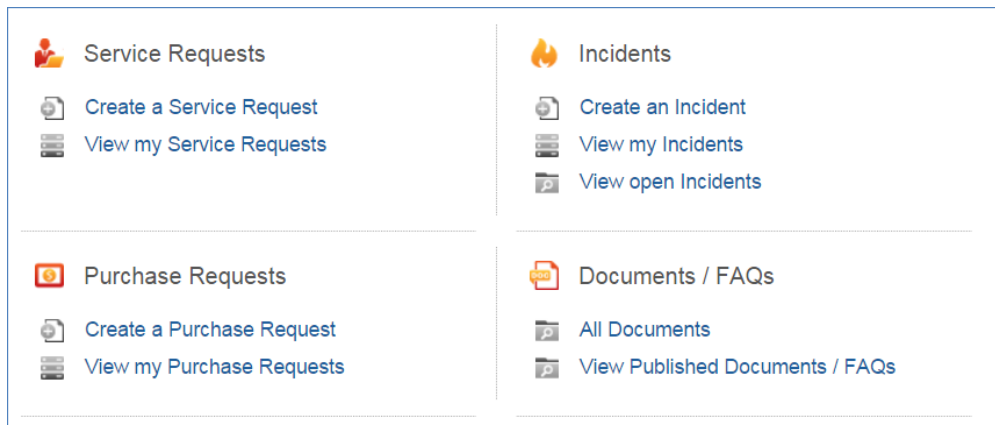 Service Requests
Create a Service Request
View my Service Requests
Incidents
Create an Incident
View my Incidents
View open Incidents
Purchase Requests
Create a Purchase Request
View my Purchase Requests
Documents / FAQs
All Documents
View Published Documents / FAQs